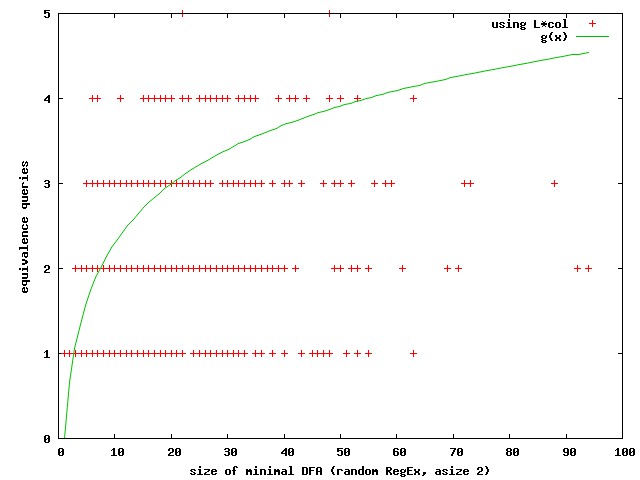 using L*col
g(x)
5
4
3
2
1
0
equivalence queries
0 10 20 30 40 50 60 70 80 90 100
size of minimal DFA (random RegEx, asize 2)